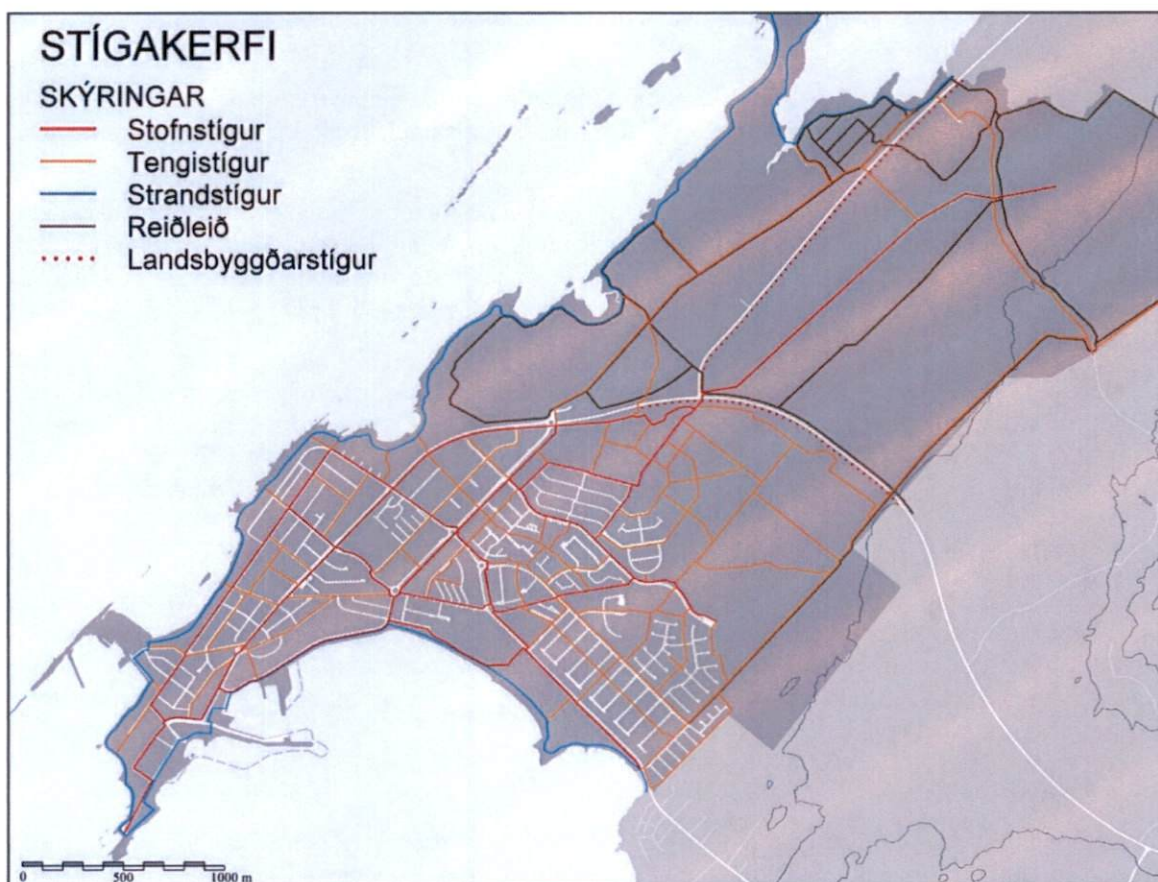 STÍGAKERFI
SKÝRINGAR
Stofnstígur
Tengistígur
Strandstígur
Reiðleið
Landsbyggðarstígur
0 500 1000 m